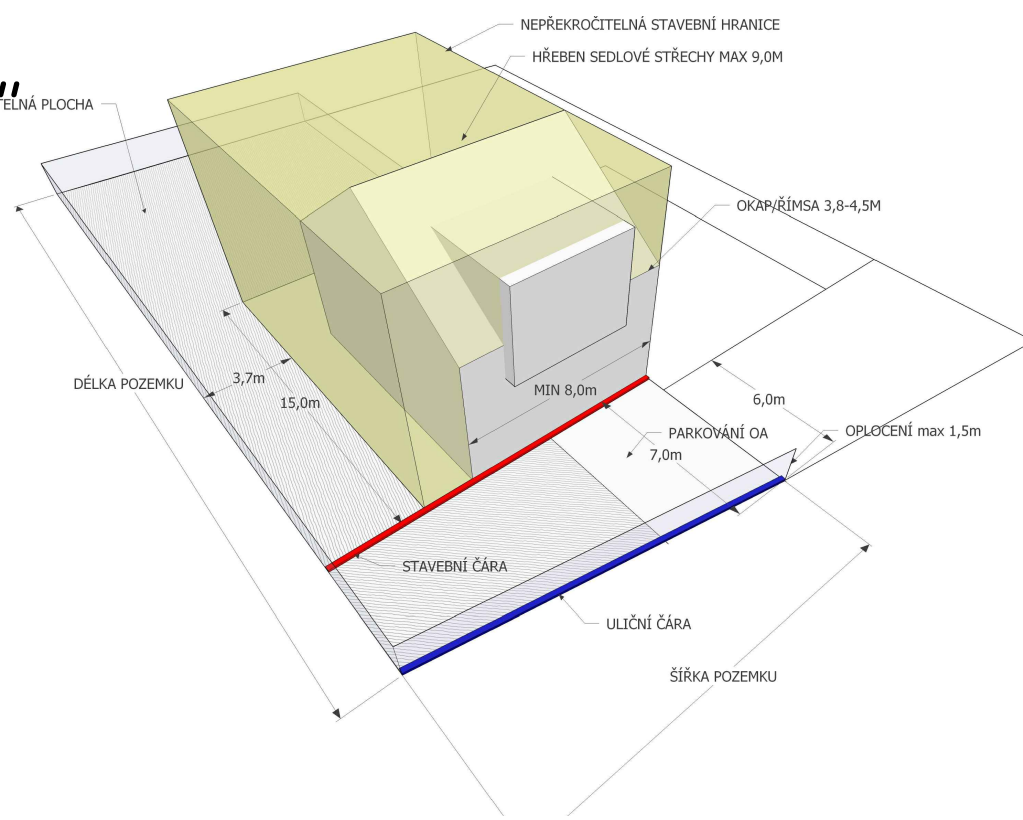 NEPŘEKROČITELNÁ STAVEBNÍ HRANICE
HŘEBEN SEDLOVÉ STŘECHY MAX 9,0M
"
PLOCHA
OKAP/ŘÍMSA 3,8-4,5M
DÉLKA POZEMKU
3,7m
15,0m
MIN 8,0m
6,0m
PARKOVÁNÍ OA
7,0m
OPLOCENÍ max 1,5m
STAVEBNÍ ČÁRA
ULIČNÍ ČÁRA
ŠÍŘKA POZEMKU